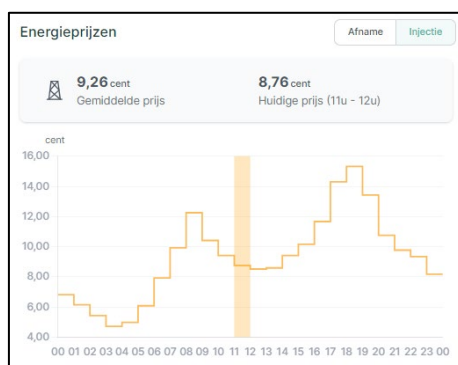 Energieprijzen
Afname Injectie
9,26 cent 8,76 cent
Gemiddelde prijs Huidige prijs (11u - 12u)
cent
16,00
14,00
12,00
10,00
8,00
6,00
4,00
00 01 02 03 04 05 06 07 08 09 10 11 12 13 14 15 16 17 18 19 20 21 22 23 00